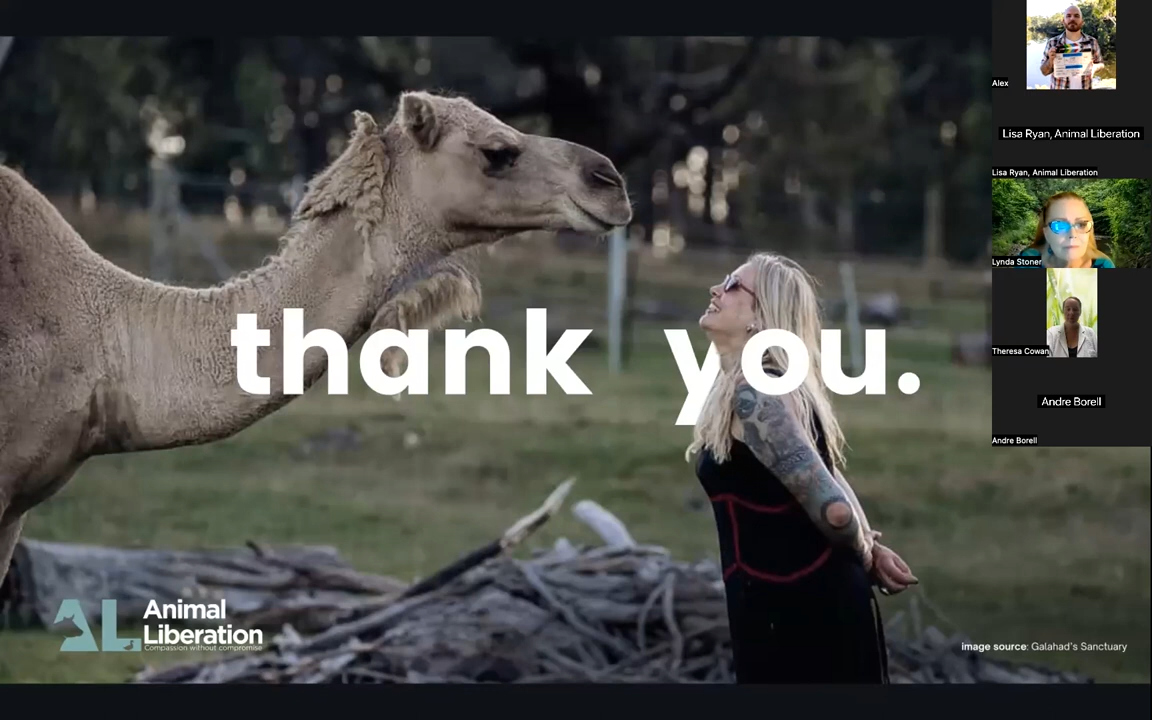 Alex
Lisa Ryan, Animal Liberation
Lisa Ryan, Animal Liberation
Lynda Stoner
Theresa Cowan
Andre Borell
Andre Borell
thank you.
AL Animal
Liberation
Compassion without compromise
image source: Galahad's Sanctuary